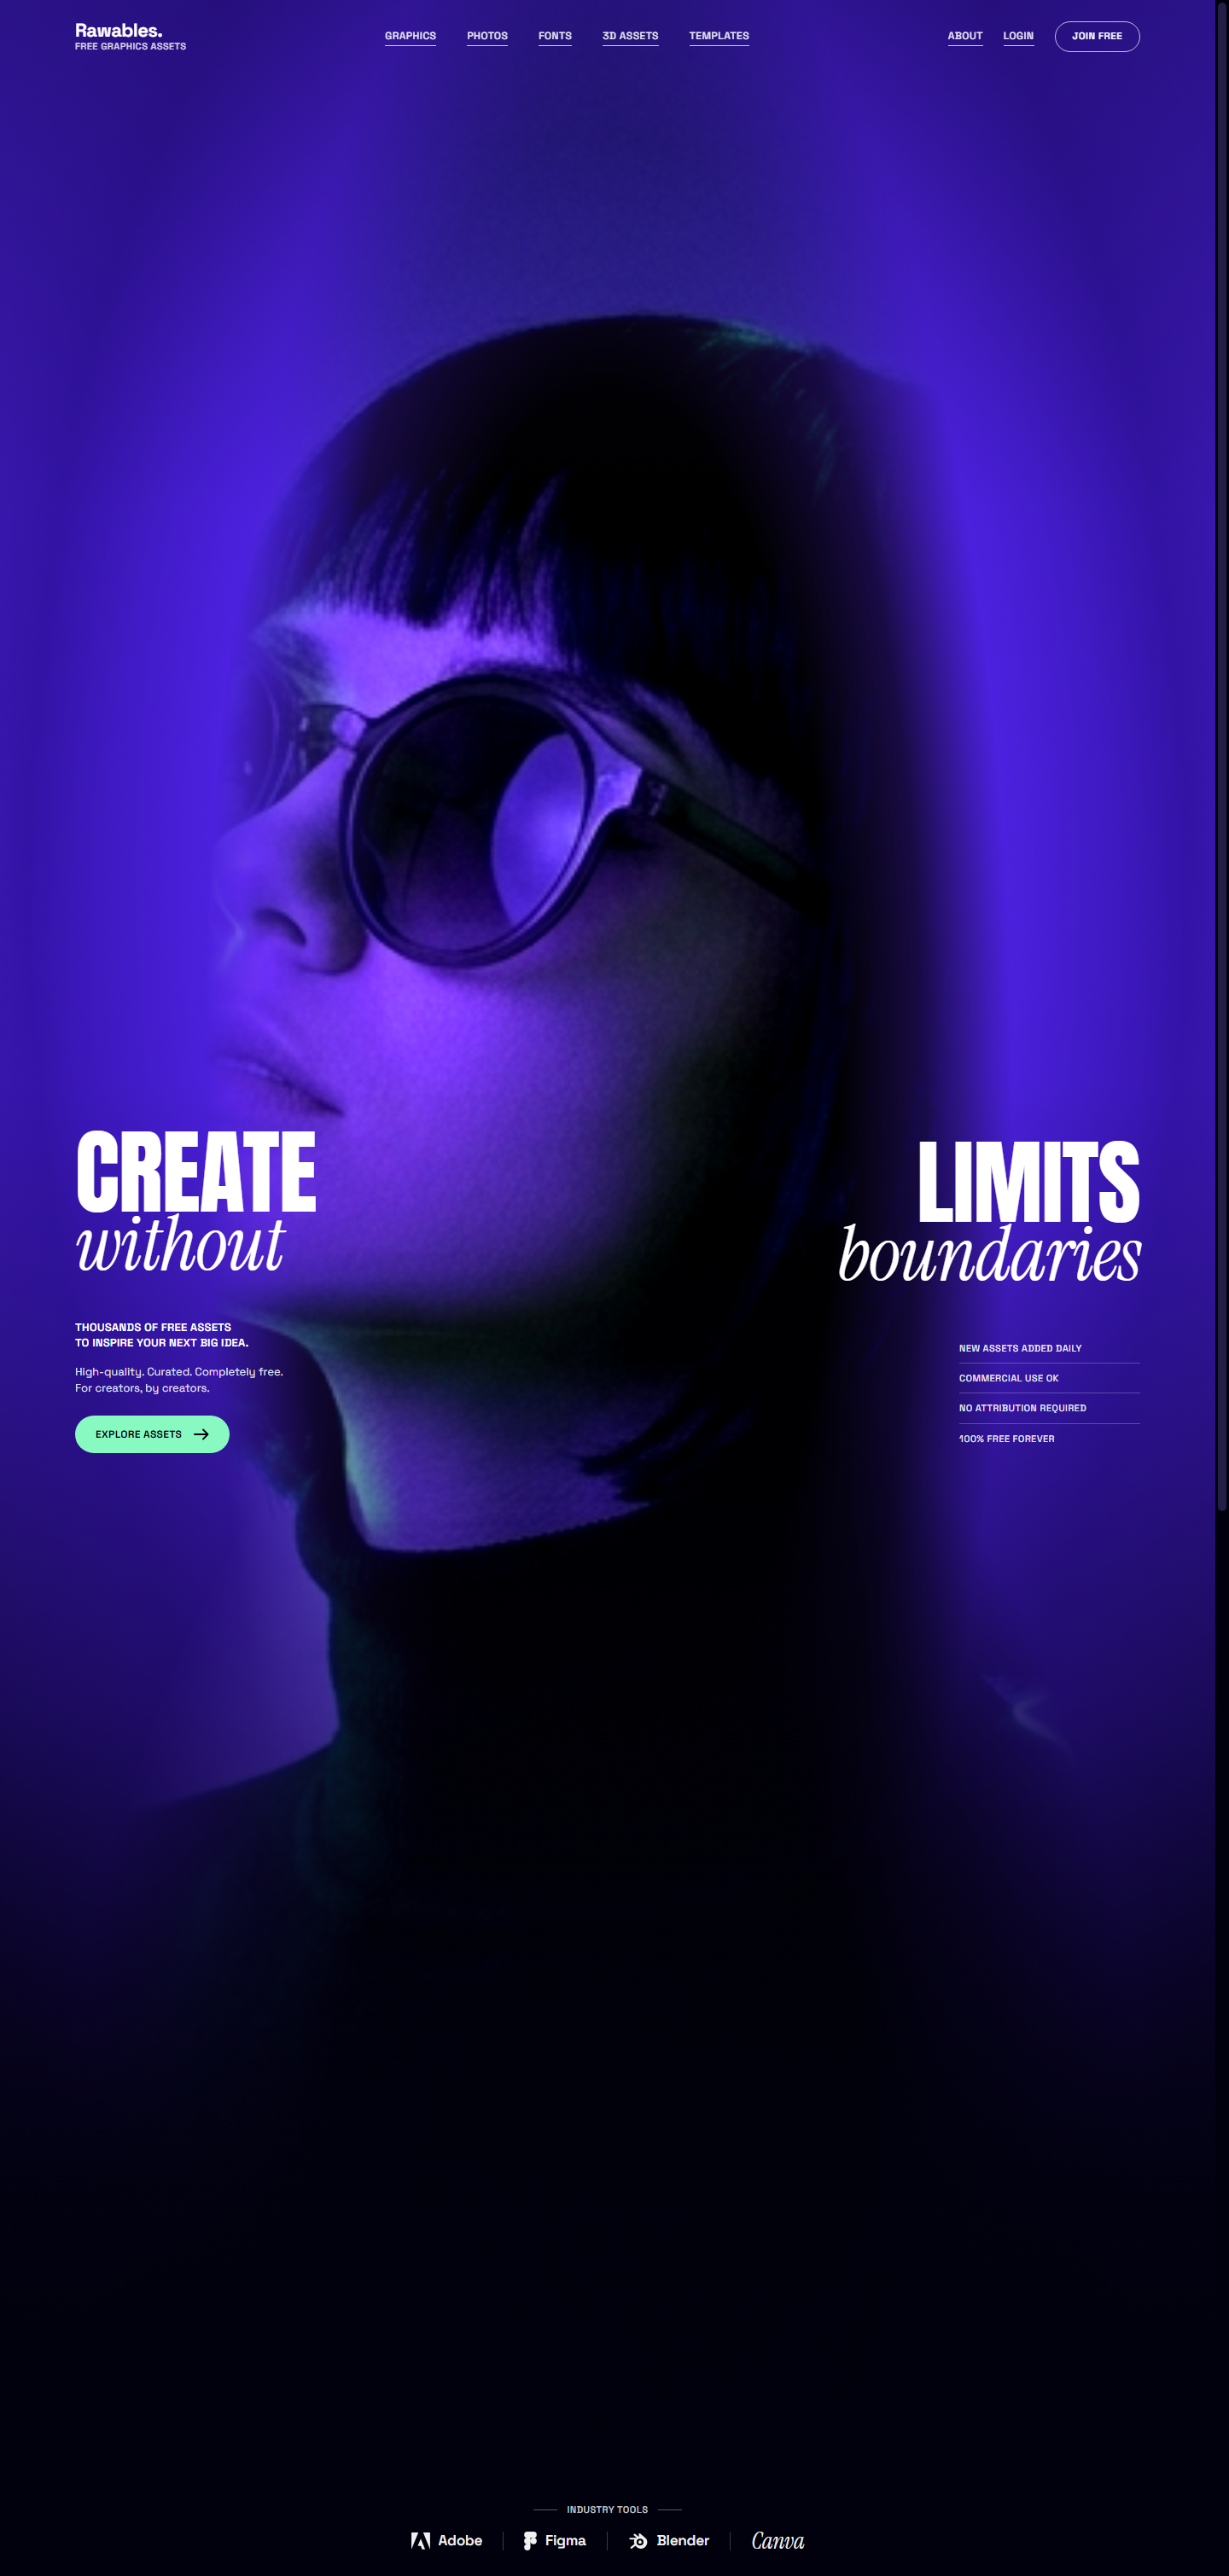 Rawables.
FREE GRAPHICS ASSETS
GRAPHICS
PHOTOS
FONTS
3D ASSETS
TEMPLATES
ABOUT
LOGIN
JOIN FREE
CREATE
without
LIMITS
boundaries
THOUSANDS OF FREE ASSETS
TO INSPIRE YOUR NEXT BIG IDEA.
High-quality. Curated. Completely free.
For creators, by creators.
EXPLORE ASSETS
NEW ASSETS ADDED DAILY
COMMERCIAL USE OK
NO ATTRIBUTION REQUIRED
100% FREE FOREVER
INDUSTRY TOOLS
Adobe
Figma
Blender
Canva